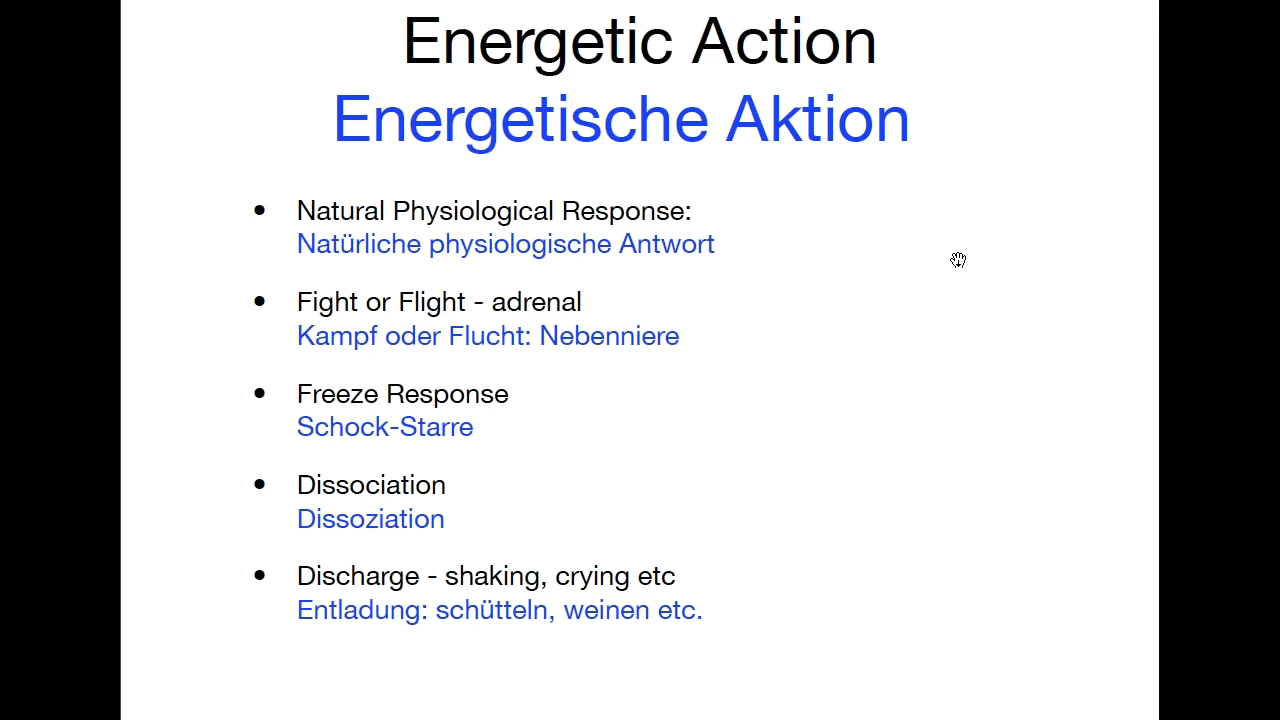 Energetic Action
Energetische Aktion
• Natural Physiological Response:
Natürliche physiologische Antwort
• Fight or Flight - adrenal
Kampf oder Flucht: Nebenniere
• Freeze Response
Schock-Starre
• Dissociation
Dissoziation
• Discharge - shaking, crying etc
Entladung: schütteln, weinen etc.